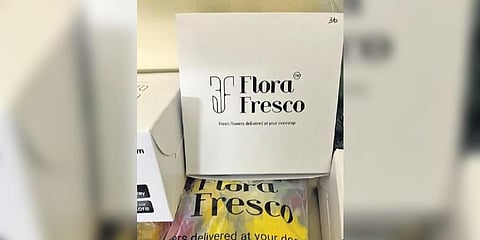 36
Flora
Fresco
Fresh flowers delivered at your doorstep
Flora
Fresco
ers delivered at your doo